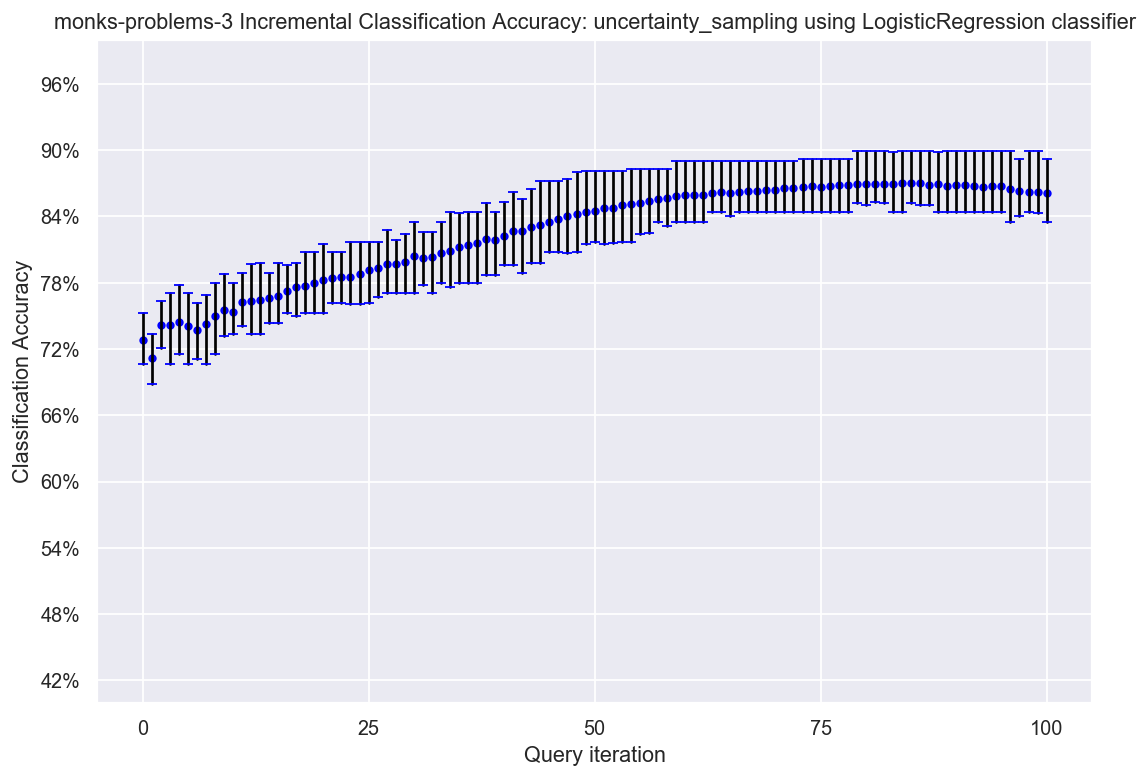 monks-problems-3 Incremental Classification Accuracy: uncertainty_sampling using LogisticRegression classifier
96%
90%
84%
78%
72%
66%
60%
54%
48%
42%
Classification Accuracy
0 25 50 75 100
Query iteration